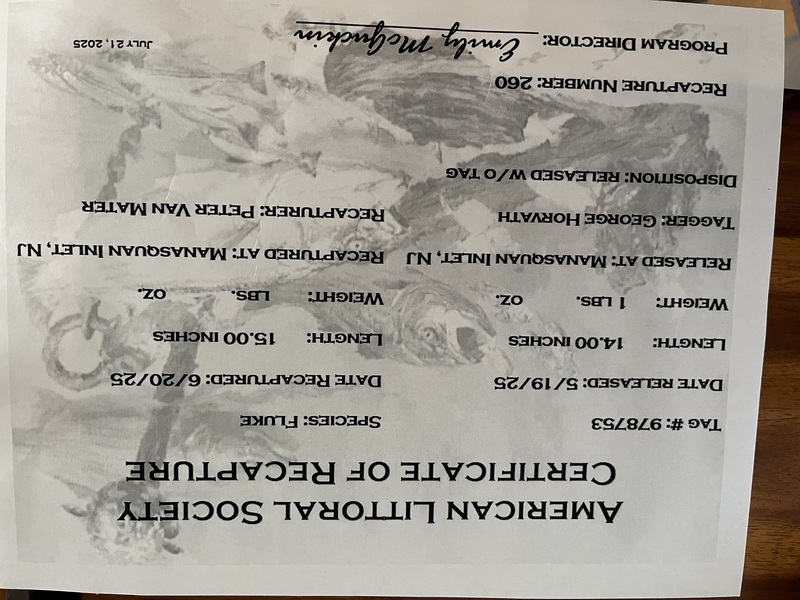 AMERICAN LITTORAL SOCIETY
CERTIFICATE OF RECAPTURE
TAG #: 978753 SPECIES: FLUKE
DATE RELEASED: 5/19/25 DATE RECAPTURED: 6/20/25
LENGTH: 14.00 INCHES LENGTH: 15.00 INCHES
WEIGHT: 1 LBS. OZ. WEIGHT: LBS. OZ.
RELEASED AT: MANASQUAN INLET, NJ RECAPTURED AT: MANASQUAN INLET, NJ
TAGGER: GEORGE HORVATH RECAPTURER: PETER VAN MATER
DISPOSITION: RELEASED W/O TAG
RECAPTURE NUMBER: 260
PROGRAM DIRECTOR: Emily McGuckin JULY 21, 2025